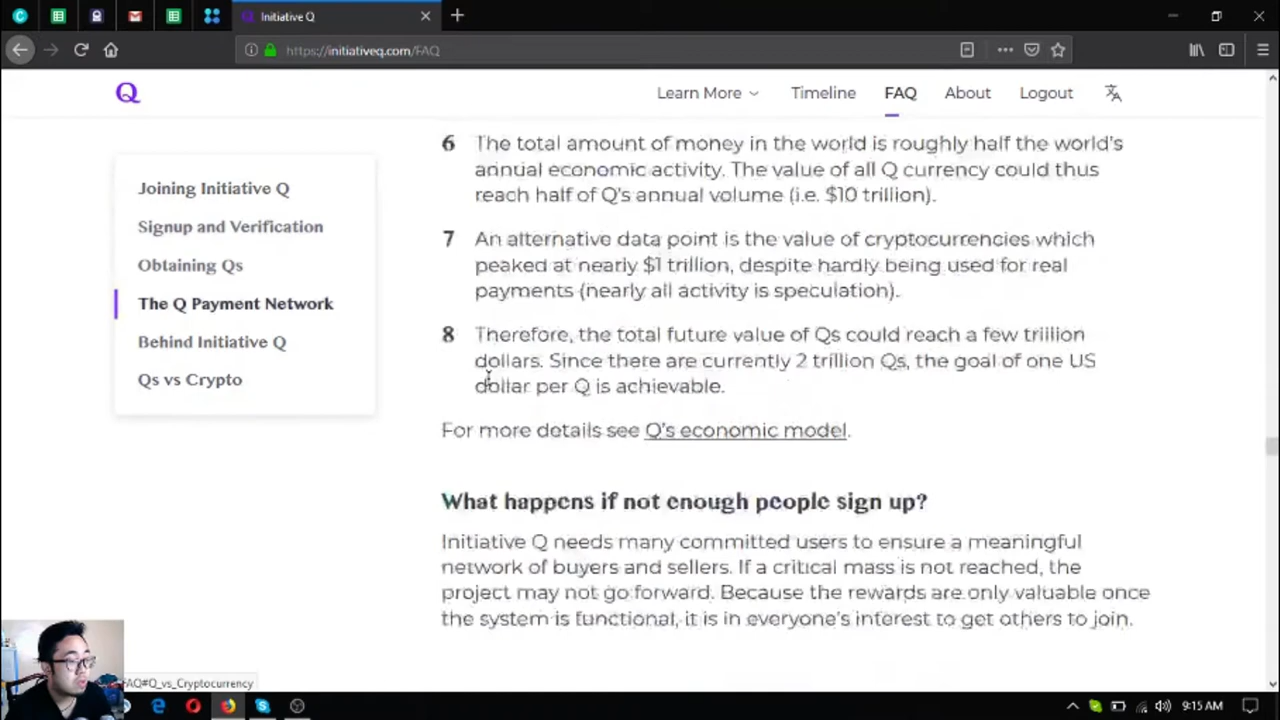 Initiative Q
https://initiativeq.com/FAQ
Q
Learn More
Timeline
FAQ
About
Logout
Joining Initiative Q
Signup and Verification
Obtaining Qs
The Q Payment Network
Behind Initiative Q
Qs vs Crypto
6 The total amount of money in the world is roughly half the world's
annual economic activity. The value of all Q currency could thus
reach half of Q's annual volume (i.e. $10 trillion).
7 An alternative data point is the value of cryptocurrencies which
peaked at nearly $1 trillion, despite hardly being used for real
payments (nearly all activity is speculation).
8 Therefore, the total future value of Qs could reach a few trillion
dollars. Since there are currently 2 trillion Qs, the goal of one US
dollar per Q is achievable.
For more details see Q's economic model.
What happens if not enough people sign up?
Initiative Q needs many committed users to ensure a meaningful
network of buyers and sellers. If a critical mass is not reached, the
project may not go forward. Because the rewards are only valuable once
the system is functional, it is in everyone's interest to get others to join.
FAQ#Q_vs_Cryptocurrency
9:15 AM